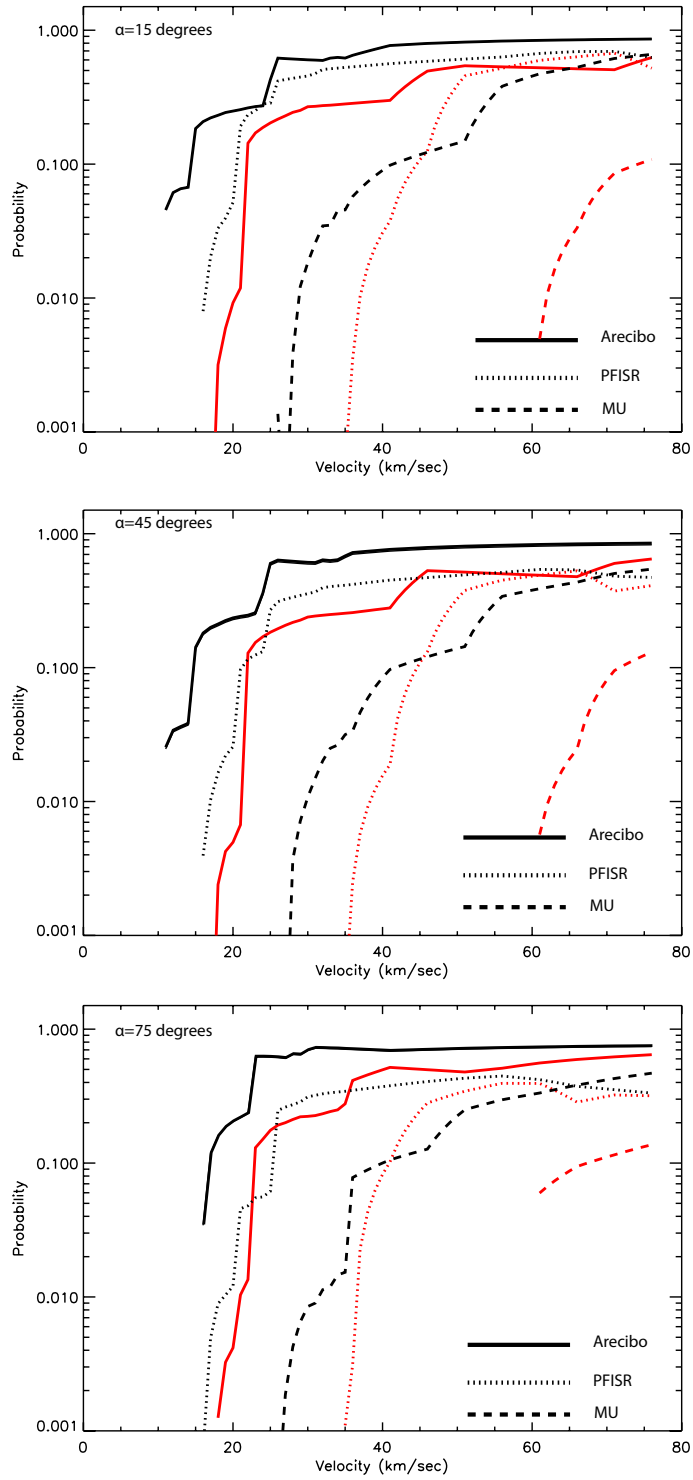 α=15 degrees
1.000
0.100
0.010
0.001
Probability
Arecibo
PFISR
MU
0 20 40 60 80
Velocity (km/sec)
α=45 degrees
1.000
0.100
0.010
0.001
Probability
Arecibo
PFISR
MU
0 20 40 60 80
Velocity (km/sec)
α=75 degrees
1.000
0.100
0.010
0.001
Probability
Arecibo
PFISR
MU
0 20 40 60 80
Velocity (km/sec)